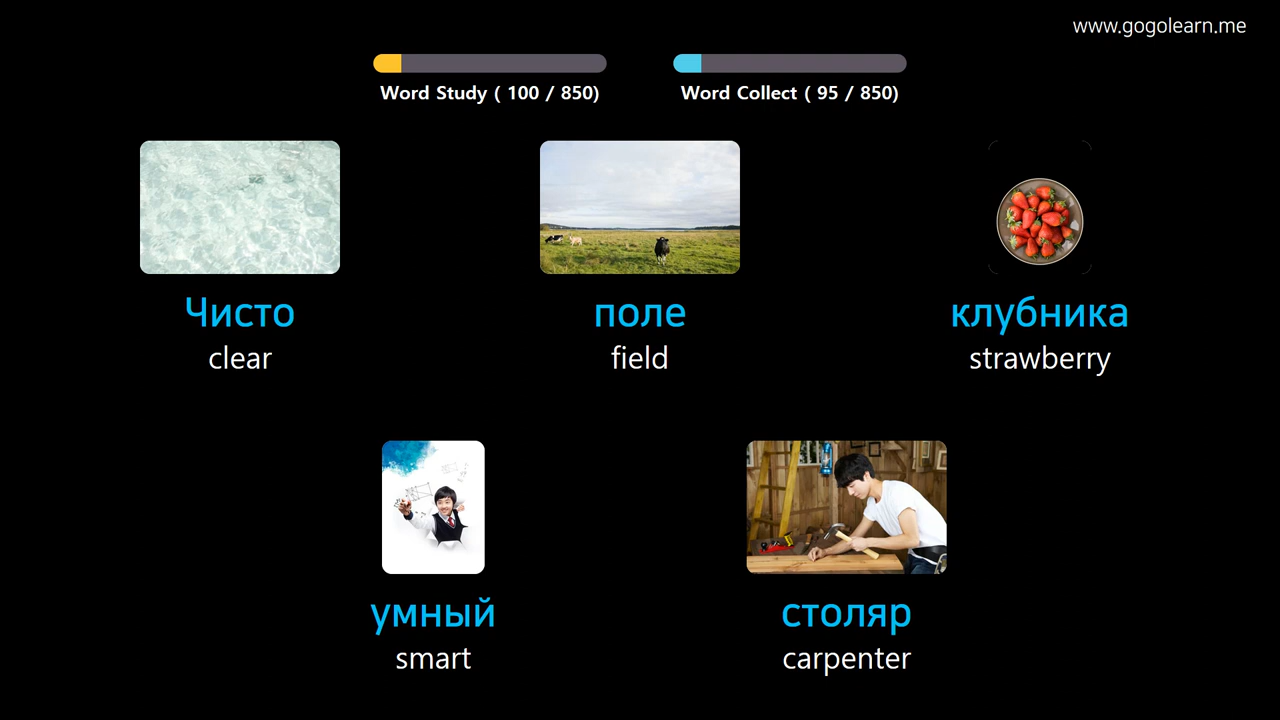 www.gogolearn.me
Word Study ( 100 / 850)
Word Collect ( 95 / 850)
Чисто
clear
поле
field
клубника
strawberry
умный
smart
столяр
carpenter